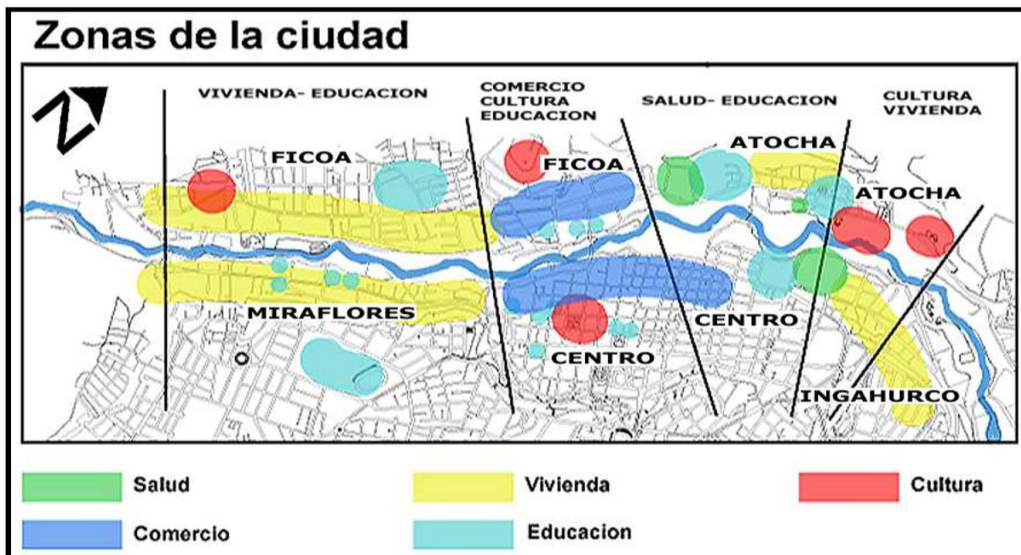 Zonas de la ciudad
VIVIENDA- EDUCACION
COMERCIO
CULTURA
EDUCACION
SALUD- EDUCACION
CULTURA
VIVIENDA
N
FICOA
FICOA
ATOCHA
ATOCHA
MIRAFLORES
CENTRO
CENTRO
INGAHURCO
Salud
Vivienda
Cultura
Comercio
Educacion